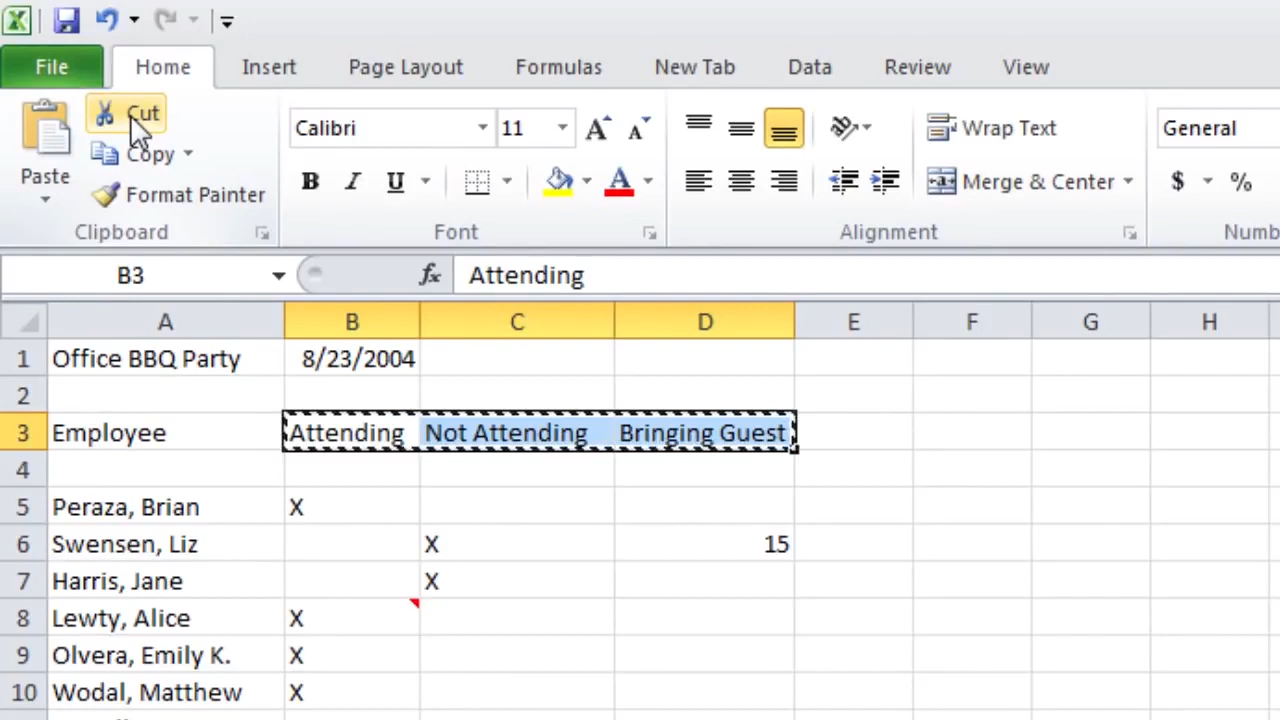 File Home Insert Page Layout Formulas New Tab Data Review View
Cut
Calibri 11 A A Wrap Text General
Copy
Paste
Format Painter
B I U A Merge & Center $ %
Clipboard Font Alignment
B3 fx Attending
A B C D E F G H
1 Office BBQ Party 8/23/2004
2
3 Employee Attending Not Attending Bringing Guest
4
5 Peraza, Brian X
6 Swensen, Liz X 15
7 Harris, Jane X
8 Lewty, Alice X
9 Olvera, Emily K. X
10 Wodal, Matthew X